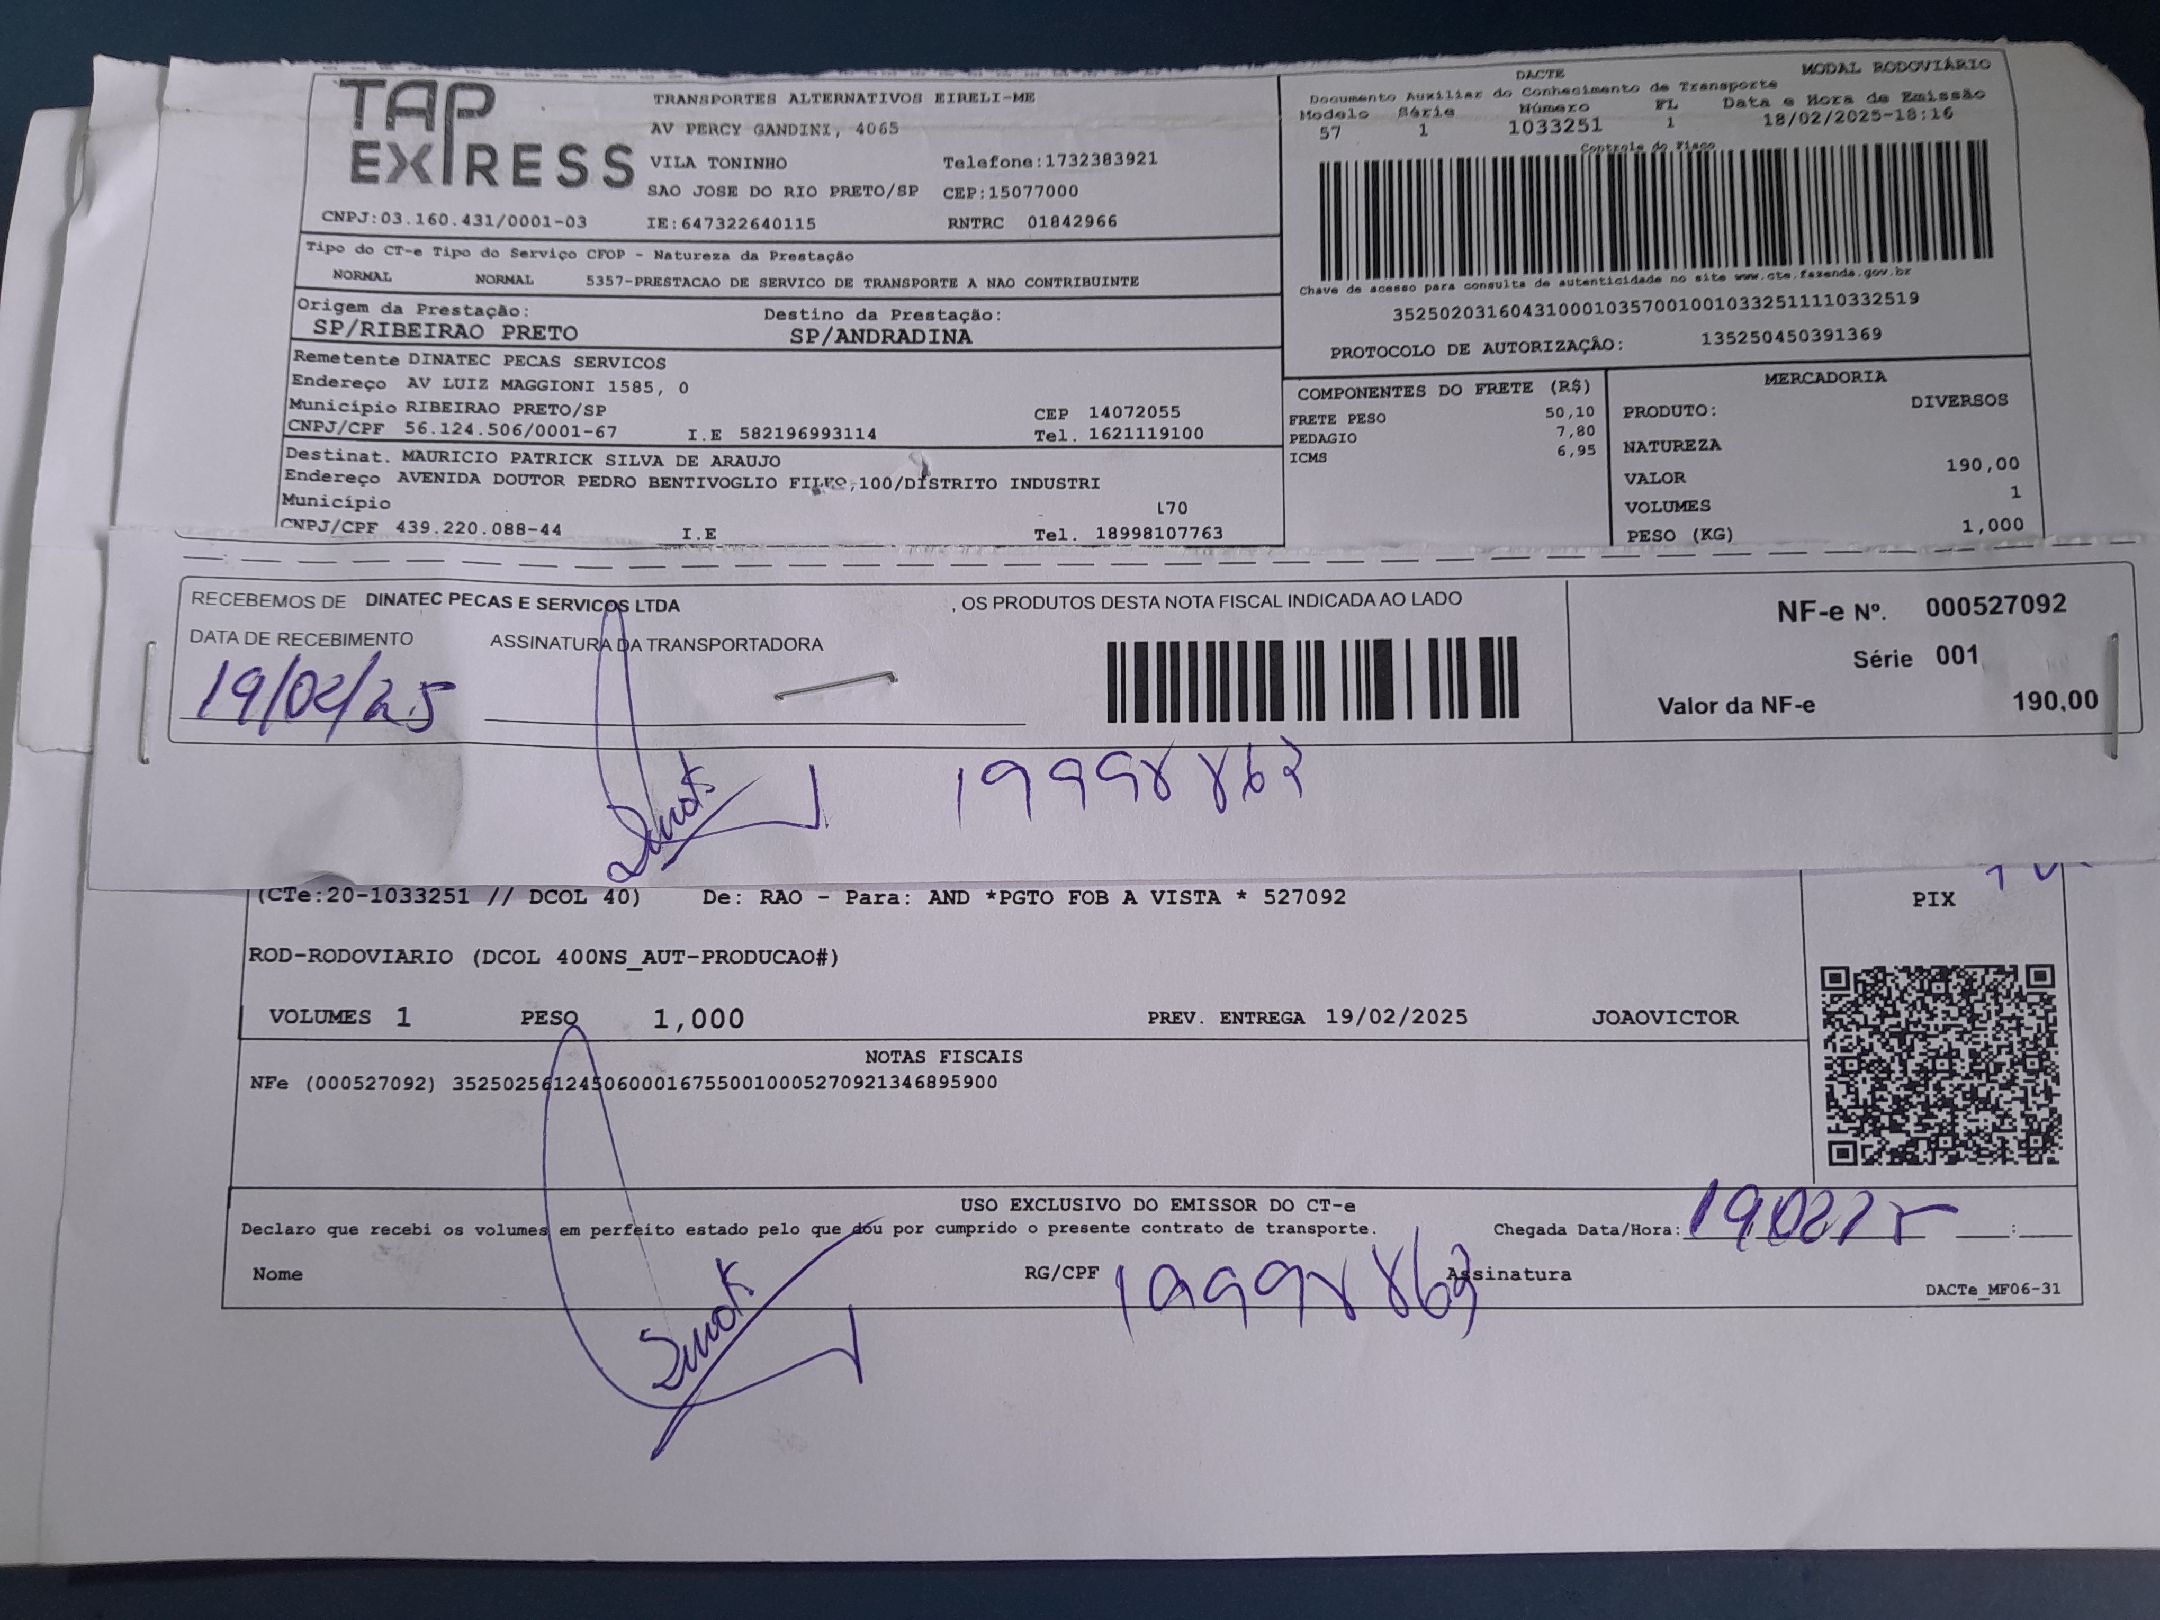 TAP EXPRESS
TRANSPORTES ALTERNATIVOS EIRELI-ME
AV PERCY GANDINI, 4065
VILA TONINHO Telefone:1732383921
SAO JOSE DO RIO PRETO/SP CEP:15077000
CNPJ:03.160.431/0001-03 IE:647322640115 RNTRC 01842966
DACTE MODAL RODOVIÁRIO
Documento Auxiliar do Conhecimento de Transporte
Modelo Série Número FL Data e Hora de Emissão
57 1 1033251 1 18/02/2025-18:16
Controle do Fisco
Chave de acesso para consulta de autenticidade no site www.cte.fazenda.gov.br
35250203160431000103570010010332511110332519
PROTOCOLO DE AUTORIZAÇÃO: 135250450391369
Tipo do CT-e Tipo do Serviço CFOP - Natureza da Prestação
NORMAL NORMAL 5357-PRESTACAO DE SERVICO DE TRANSPORTE A NAO CONTRIBUINTE
Origem da Prestação: Destino da Prestação:
SP/RIBEIRAO PRETO SP/ANDRADINA
Remetente DINATEC PECAS SERVICOS
Endereço AV LUIZ MAGGIONI 1585, 0
Município RIBEIRAO PRETO/SP CEP 14072055
CNPJ/CPF 56.124.506/0001-67 I.E 582196993114 Tel. 1621119100
Destinat. MAURICIO PATRICK SILVA DE ARAUJO
Endereço AVENIDA DOUTOR PEDRO BENTIVOGLIO FILHO,100/DISTRITO INDUSTRI
Município 170
CNPJ/CPF 439.220.088-44 I.E Tel. 18998107763
COMPONENTES DO FRETE (R$)
FRETE PESO 50,10
PEDAGIO 7,80
ICMS 6,95
MERCADORIA
PRODUTO: DIVERSOS
NATUREZA
VALOR 190,00
VOLUMES 1
PESO (KG) 1,000
RECEBEMOS DE DINATEC PECAS E SERVICOS LTDA , OS PRODUTOS DESTA NOTA FISCAL INDICADA AO LADO
DATA DE RECEBIMENTO ASSINATURA DA TRANSPORTADORA
19/02/25
NF-e Nº. 000527092
Série 001
Valor da NF-e 190,00
(CTe:20-1033251 // DCOL 40) De: RAO - Para: AND *PGTO FOB A VISTA * 527092
PIX
ROD-RODOVIARIO (DCOL 400NS_AUT-PRODUCAO#)
VOLUMES 1 PESO 1,000 PREV. ENTREGA 19/02/2025 JOAOVICTOR
NOTAS FISCAIS
NFe (000527092) 35250256124506000167550010005270921346895900
USO EXCLUSIVO DO EMISSOR DO CT-e
Declaro que recebi os volumes em perfeito estado pelo que dou por cumprido o presente contrato de transporte. Chegada Data/Hora: 190225 :
Nome RG/CPF Assinatura
DACTe_MF06-31